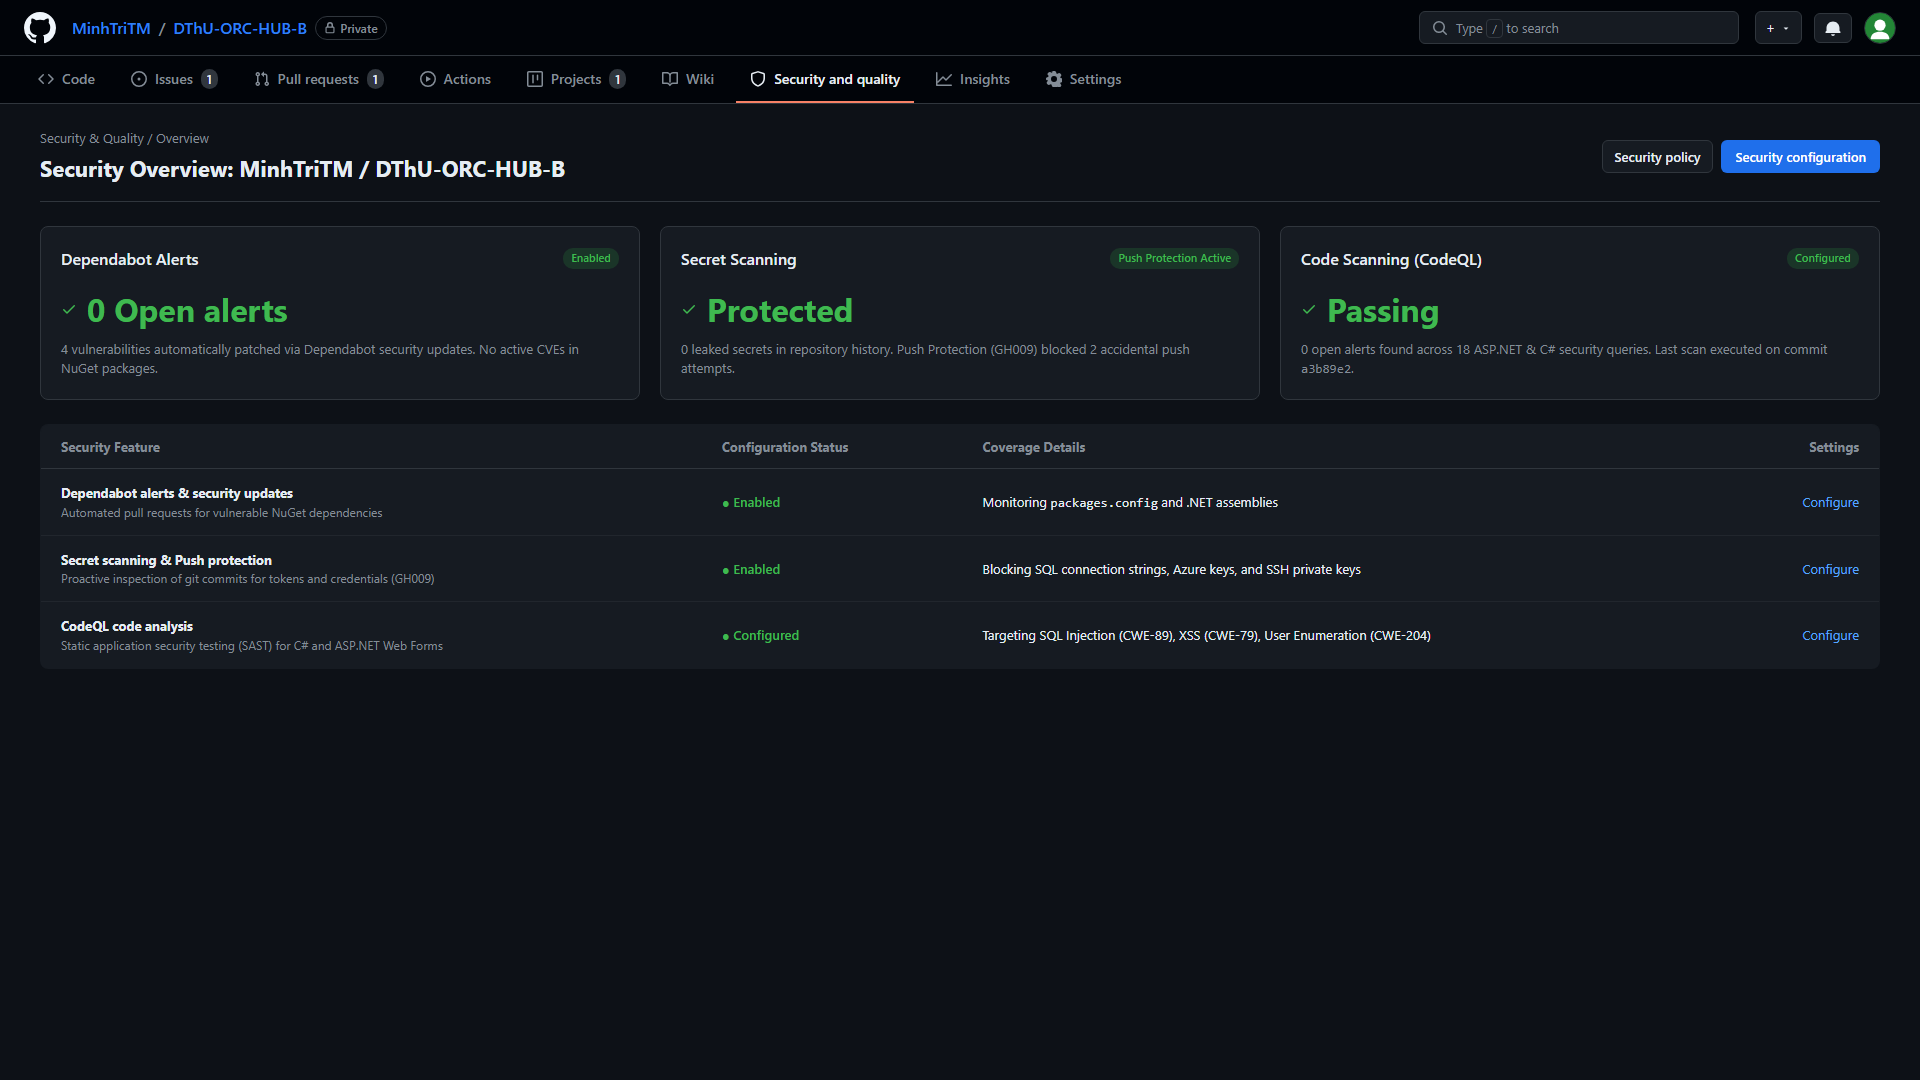 MinhTriTM / DThU-ORC-HUB-B Private
Type / to search
+
Code
Issues 1
Pull requests 1
Actions
Projects 1
Wiki
Security and quality
Insights
Settings
Security & Quality / Overview
Security Overview: MinhTriTM / DThU-ORC-HUB-B
Security policy
Security configuration
Dependabot Alerts
Enabled
0 Open alerts
4 vulnerabilities automatically patched via Dependabot security updates. No active CVEs in
NuGet packages.
Secret Scanning
Push Protection Active
Protected
0 leaked secrets in repository history. Push Protection (GH009) blocked 2 accidental push
attempts.
Code Scanning (CodeQL)
Configured
Passing
0 open alerts found across 18 ASP.NET & C# security queries. Last scan executed on commit
a3b89e2.
Security Feature
Configuration Status
Coverage Details
Settings
Dependabot alerts & security updates
Automated pull requests for vulnerable NuGet dependencies
● Enabled
Monitoring packages.config and .NET assemblies
Configure
Secret scanning & Push protection
Proactive inspection of git commits for tokens and credentials (GH009)
● Enabled
Blocking SQL connection strings, Azure keys, and SSH private keys
Configure
CodeQL code analysis
Static application security testing (SAST) for C# and ASP.NET Web Forms
● Configured
Targeting SQL Injection (CWE-89), XSS (CWE-79), User Enumeration (CWE-204)
Configure